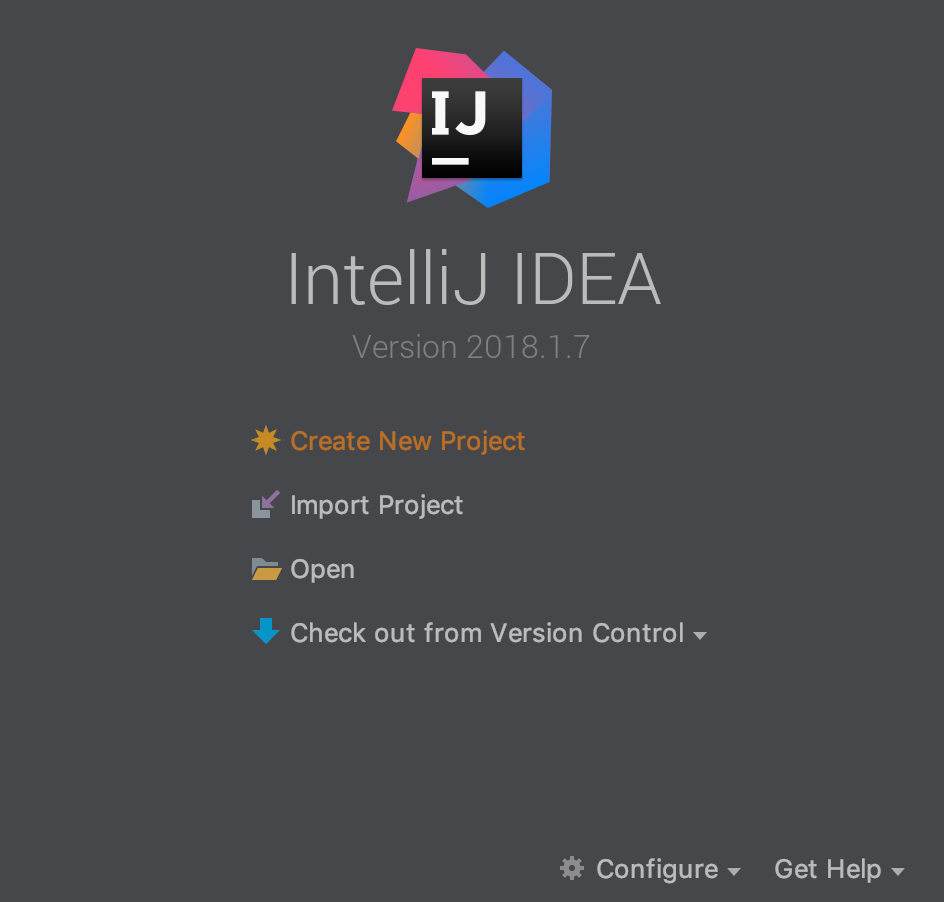 IJ
IntelliJ IDEA
Version 2018.1.7
Create New Project
Import Project
Open
Check out from Version Control
Configure Get Help